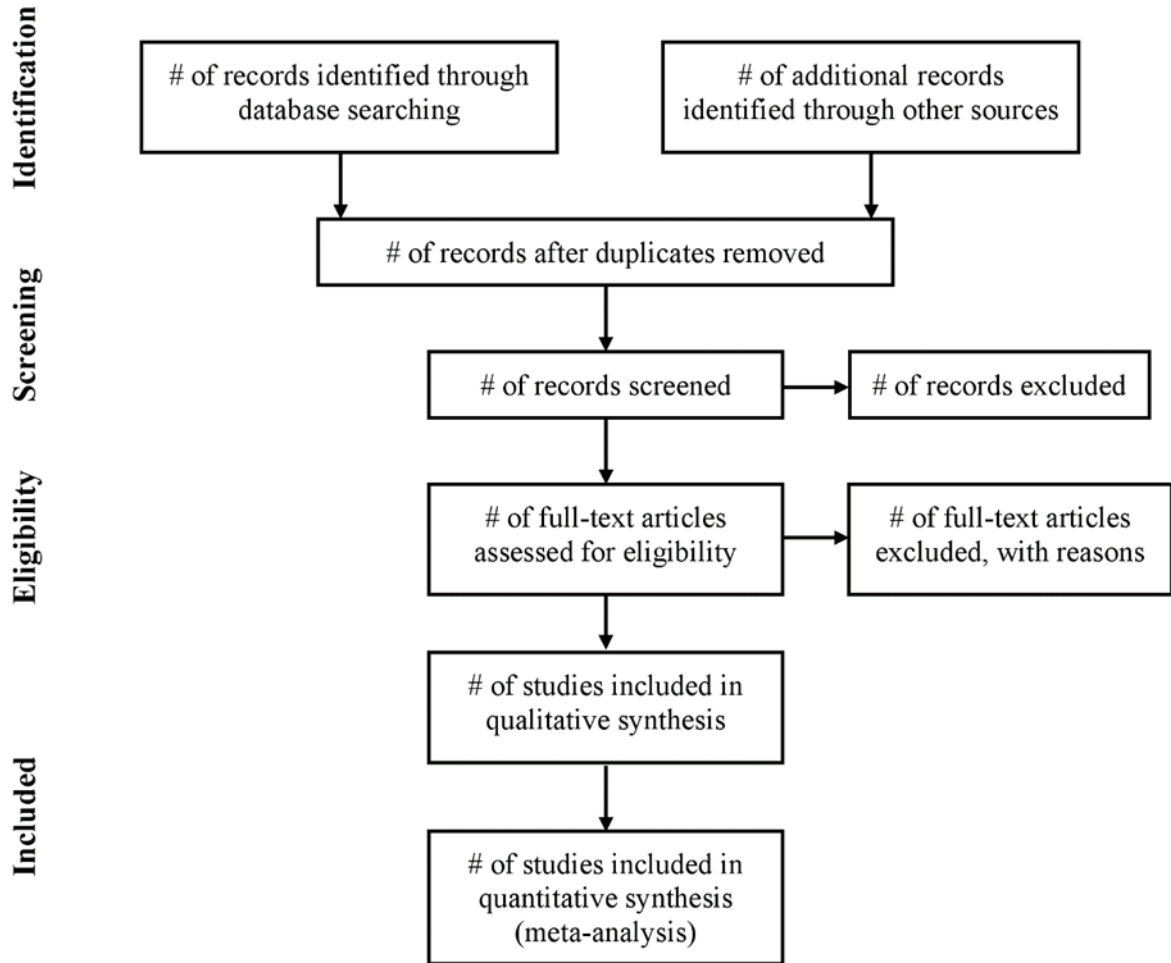 Identification
# of records identified through
database searching
# of additional records
identified through other sources
# of records after duplicates removed
Screening
# of records screened
# of records excluded
Eligibility
# of full-text articles
assessed for eligibility
# of full-text articles
excluded, with reasons
Included
# of studies included in
qualitative synthesis
# of studies included in
quantitative synthesis
(meta-analysis)